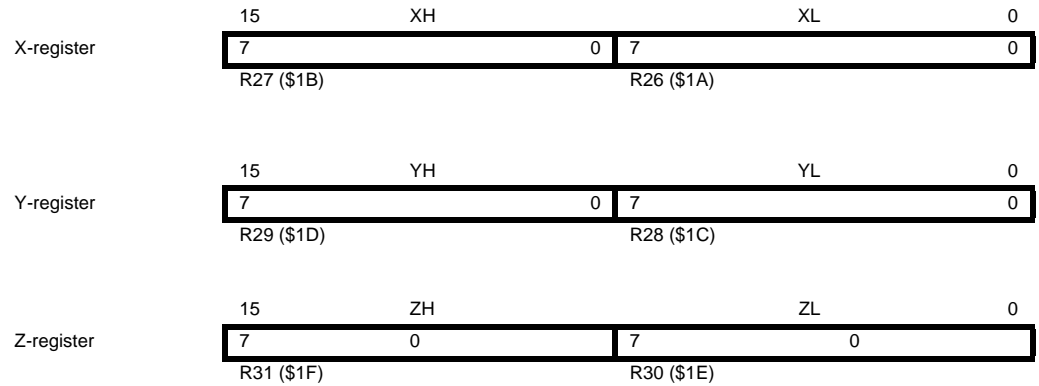 15 XH XL 0
X-register 7 0 7 0
R27 ($1B) R26 ($1A)
15 YH YL 0
Y-register 7 0 7 0
R29 ($1D) R28 ($1C)
15 ZH ZL 0
Z-register 7 0 7 0
R31 ($1F) R30 ($1E)